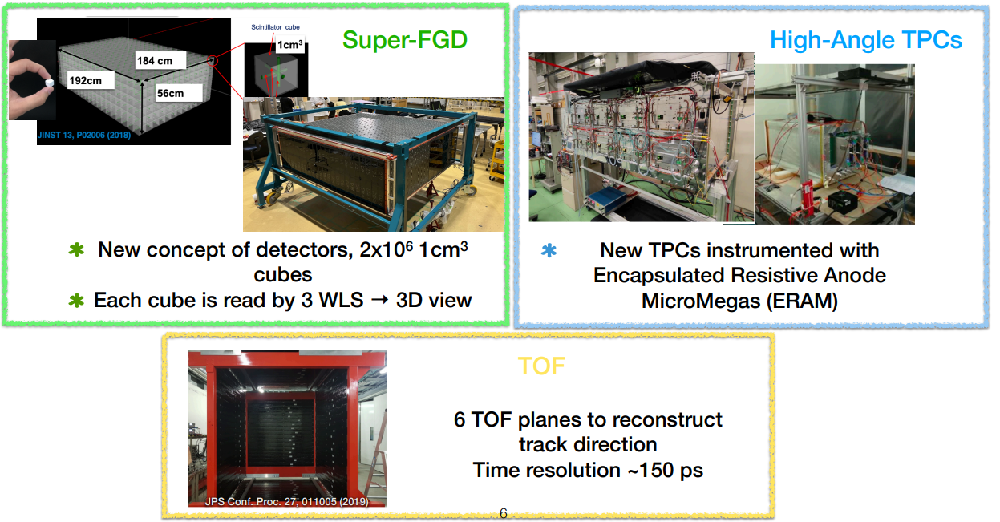 Super-FGD
Scintillator cube
1cm³
184 cm
192cm
56cm
JINST 13, P02006 (2018)
✱ New concept of detectors, 2x10⁶ 1cm³
cubes
✱ Each cube is read by 3 WLS → 3D view
High-Angle TPCs
✱ New TPCs instrumented with
Encapsulated Resistive Anode
MicroMegas (ERAM)
TOF
6 TOF planes to reconstruct
track direction
Time resolution ~150 ps
JPS Conf. Proc. 27, 011005 (2019)
6